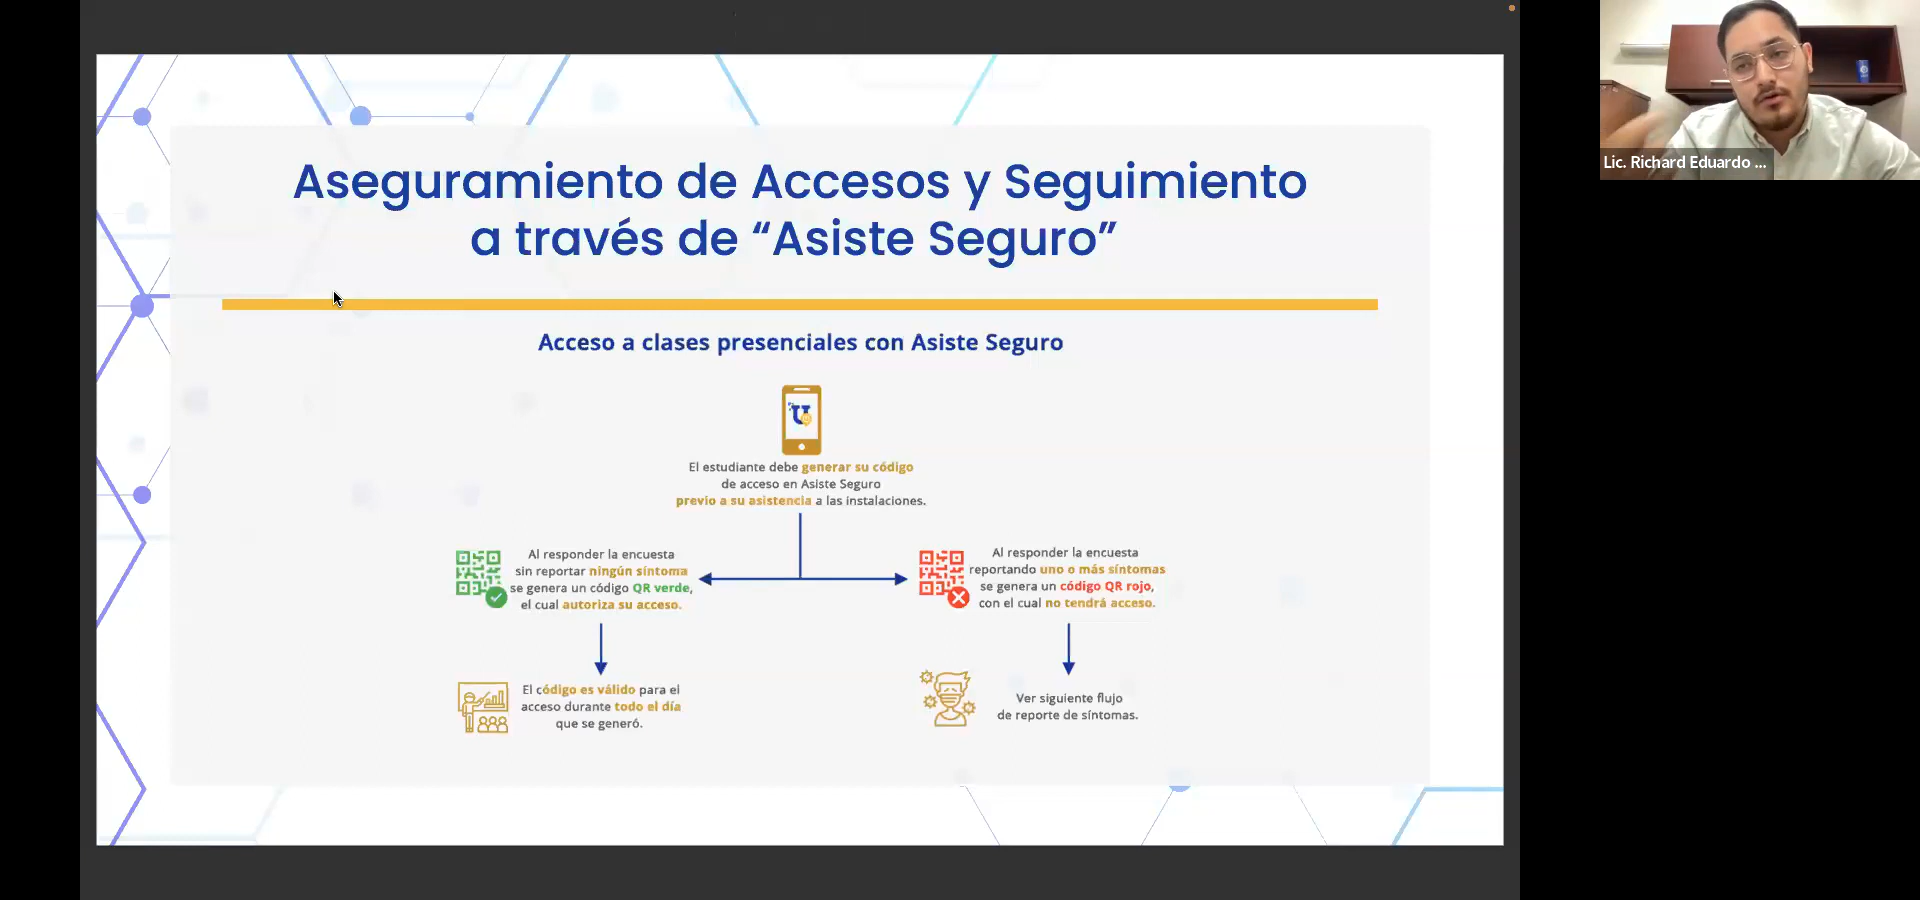 Aseguramiento de Accesos y Seguimiento
a través de “Asiste Seguro”
Acceso a clases presenciales con Asiste Seguro
El estudiante debe generar su código
de acceso en Asiste Seguro
previo a su asistencia a las instalaciones.
Al responder la encuesta
sin reportar ningún síntoma
se genera un código QR verde,
el cual autoriza su acceso.
El código es válido para el
acceso durante todo el día
que se generó.
Al responder la encuesta
reportando uno o más síntomas
se genera un código QR rojo,
con el cual no tendrá acceso.
Ver siguiente flujo
de reporte de síntomas.
Lic. Richard Eduardo ...